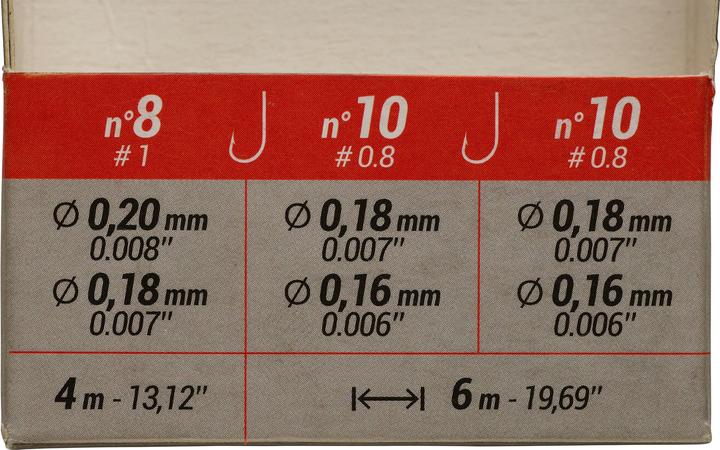 n°8 n°10 n°10
# 1 # 0.8 # 0.8
Ø 0,20 mm Ø 0,18 mm Ø 0,18 mm
0.008" 0.007" 0.007"
Ø 0,18 mm Ø 0,16 mm Ø 0,16 mm
0.007" 0.006" 0.006"
4 m - 13,12" 6 m - 19,69"